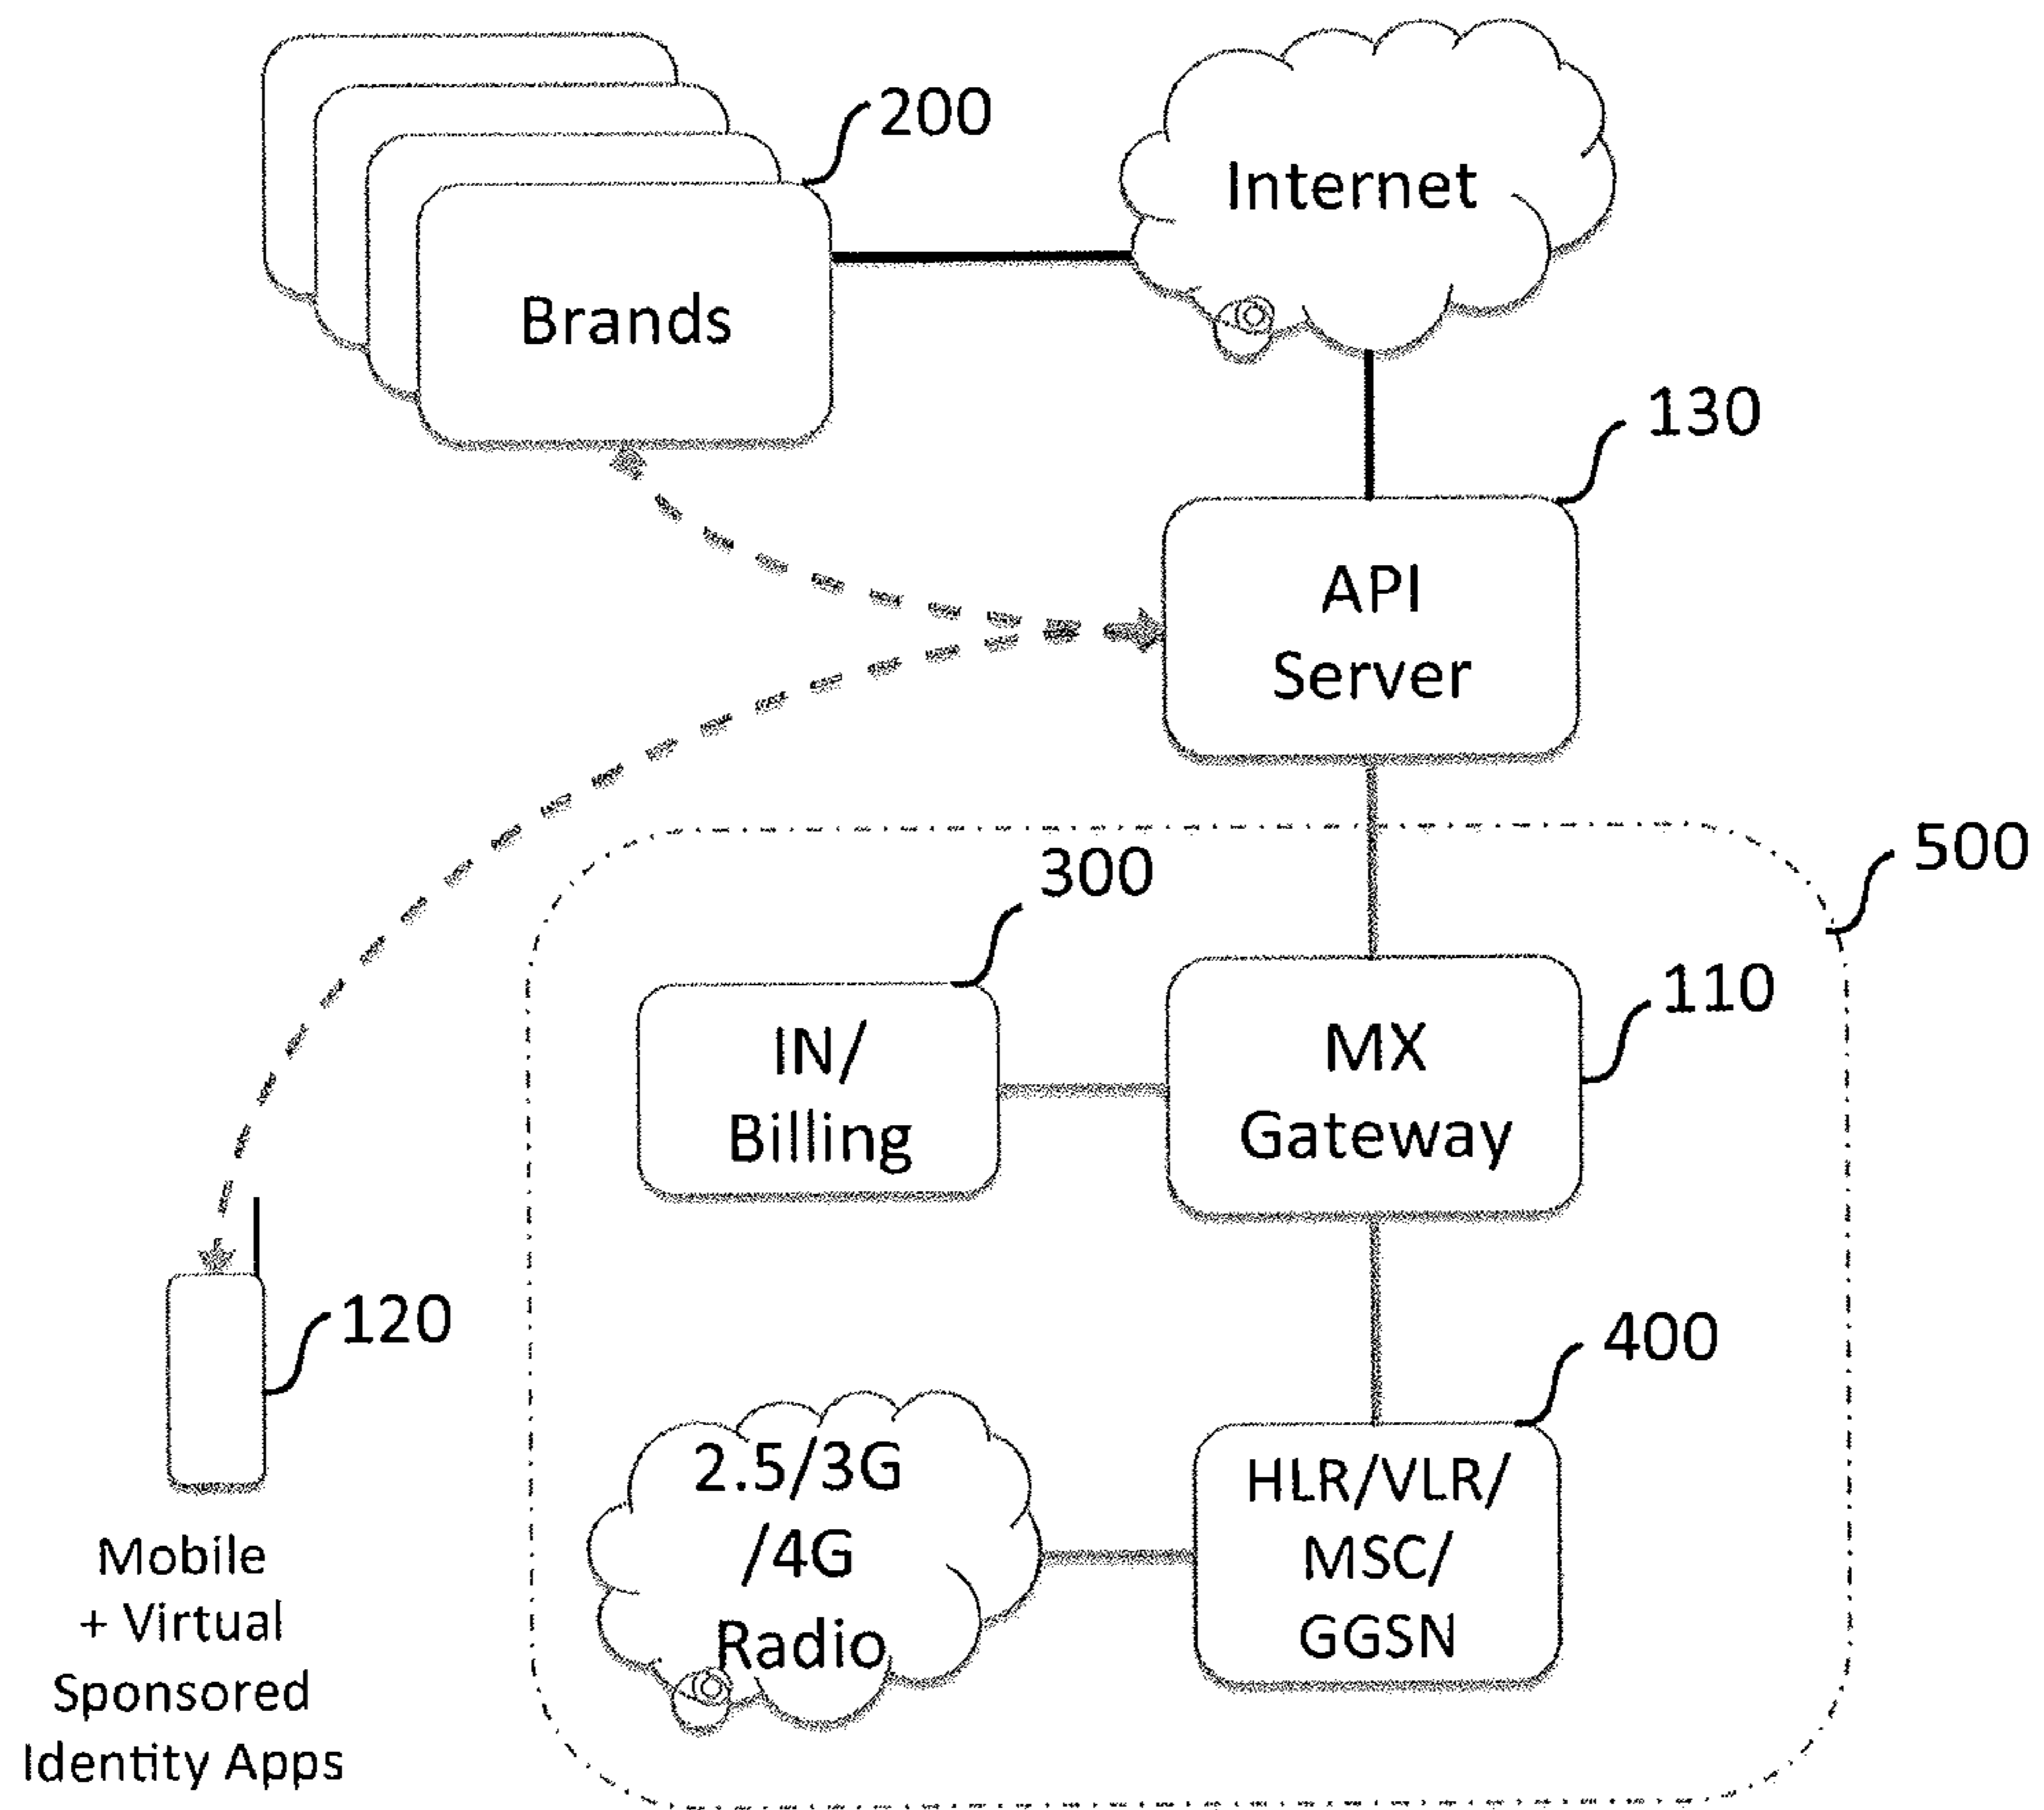 200
Internet
Brands
130
API
Server
500
300
110
IN/
Billing
MX
Gateway
120
400
2.5/3G
/4G
Radio
HLR/VLR/
MSC/
GGSN
Mobile
+ Virtual
Sponsored
Identity Apps